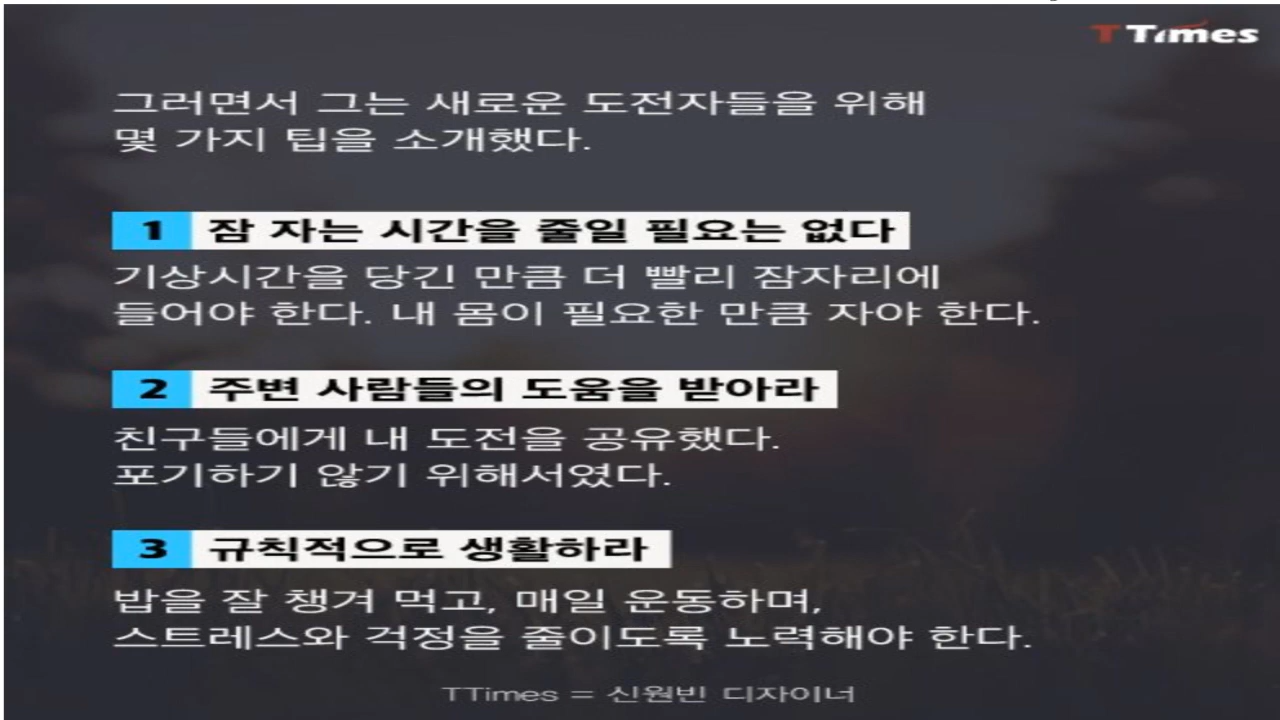 TTimes
그러면서 그는 새로운 도전자들을 위해
몇 가지 팁을 소개했다.
1 잠 자는 시간을 줄일 필요는 없다
기상시간을 당긴 만큼 더 빨리 잠자리에
들어야 한다. 내 몸이 필요한 만큼 자야 한다.
2 주변 사람들의 도움을 받아라
친구들에게 내 도전을 공유했다.
포기하기 않기 위해서였다.
3 규칙적으로 생활하라
밥을 잘 챙겨 먹고, 매일 운동하며,
스트레스와 걱정을 줄이도록 노력해야 한다.
TTimes = 신원빈 디자이너